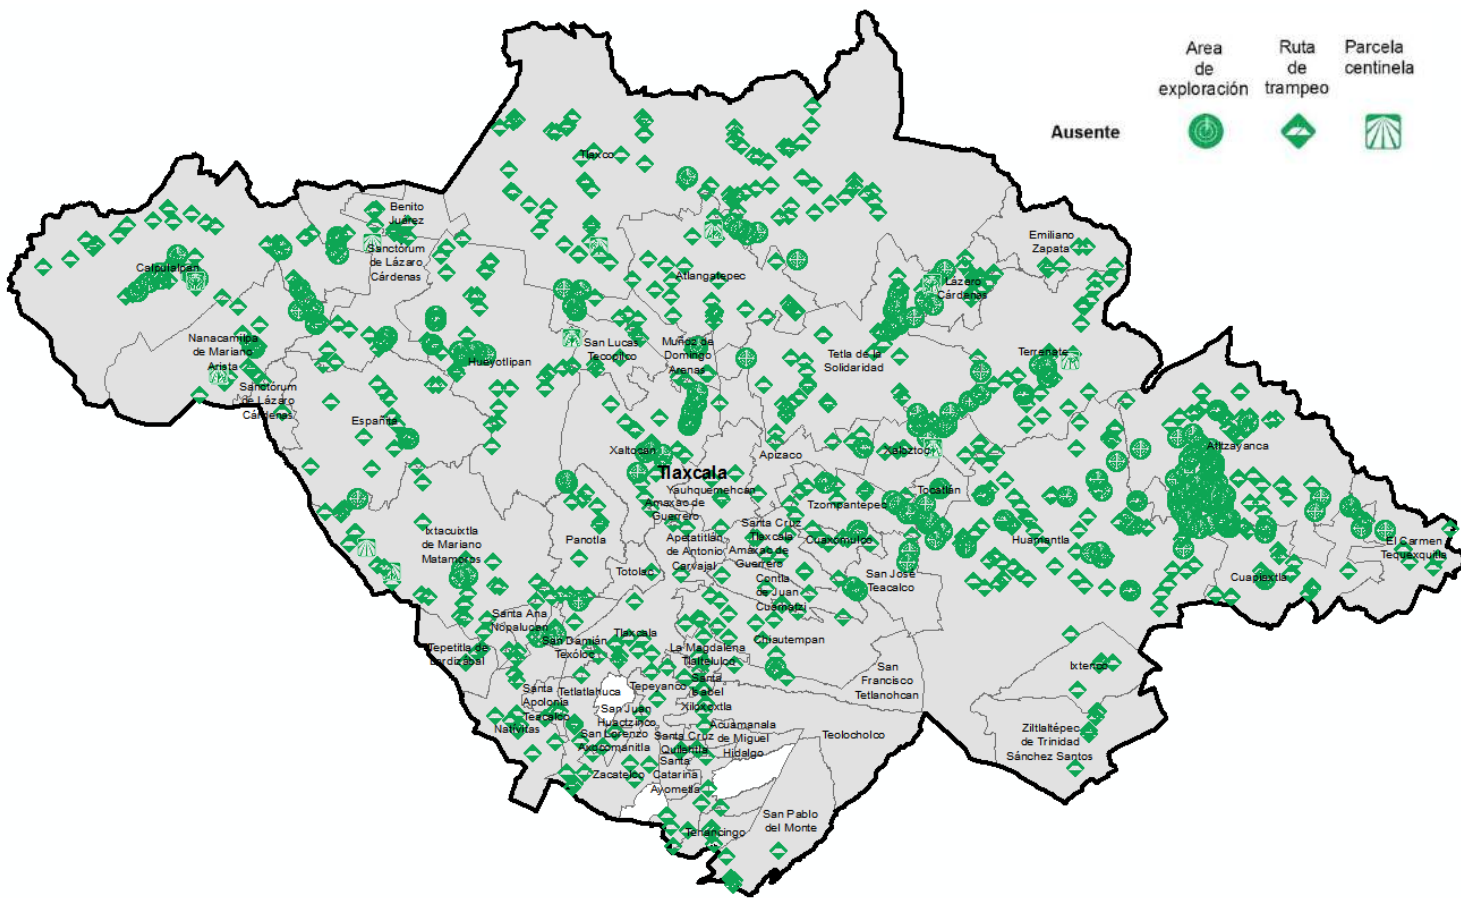 Area
de
exploración
Ruta
de
trampeo
Parcela
centinela
Ausente
Tlaxco
Benito
Juárez
Sanctórum
de Lázaro
Cárdenas
Calpulalpan
Emiliano
Zapata
Atlangatepec
Lázaro
Cárdenas
Nanacamilpa
de Mariano
Arista
San Lucas
Tecopilco
Muñoz de
Domingo
Arenas
Hueyotlipan
Tetla de la
Solidaridad
Terrenate
Sanctórum
de Lázaro
Cárdenas
Españita
Xaltocan
Apizaco
Xaloztoc
Altzayanca
Tlaxcala
Yauhquemehcan
Amaxac de
Guerrero
Tzompantepec
Tocatlán
Ixtacuixtla
de Mariano
Matamoros
Panotla
Apetatitlán
de Antonio
Carvajal
Santa Cruz
Tlaxcala
Amaxac de
Guerrero
Cuaxomulco
Huamantla
El Carmen
Tequexquitla
Totolac
Contla
de Juan
Cuamatzi
San José
Teacalco
Cuapiaxtla
Santa Ana
Nopalucan
Tepetitla de
Lardizábal
San Damián
Texóloc
Tlaxcala
La Magdalena
Tlaltelulco
Chiautempan
San
Francisco
Tetlanohcan
Ixtenco
Santa
Apolonia
Teacalco
Tetlatlahuca
Tepeyanco
Santa
Isabel
Xiloxoxtla
Nativitas
San Juan
Huactzinco
San Lorenzo
Axocomanitla
Santa Cruz
Quilehtla
Acuamanala
de Miguel
Hidalgo
Teolocholco
Ziltlaltépec
de Trinidad
Sánchez Santos
Zacatelco
Santa
Catarina
Ayometla
San Pablo
del Monte
Tenancingo